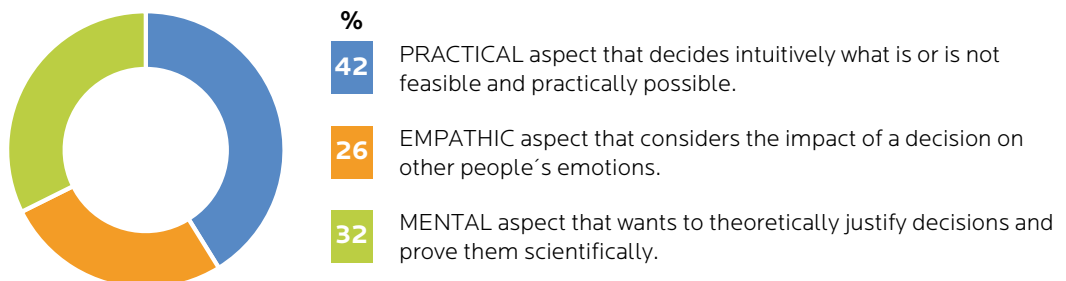 %
42
PRACTICAL aspect that decides intuitively what is or is not
feasible and practically possible.
26
EMPATHIC aspect that considers the impact of a decision on
other people´s emotions.
32
MENTAL aspect that wants to theoretically justify decisions and
prove them scientifically.